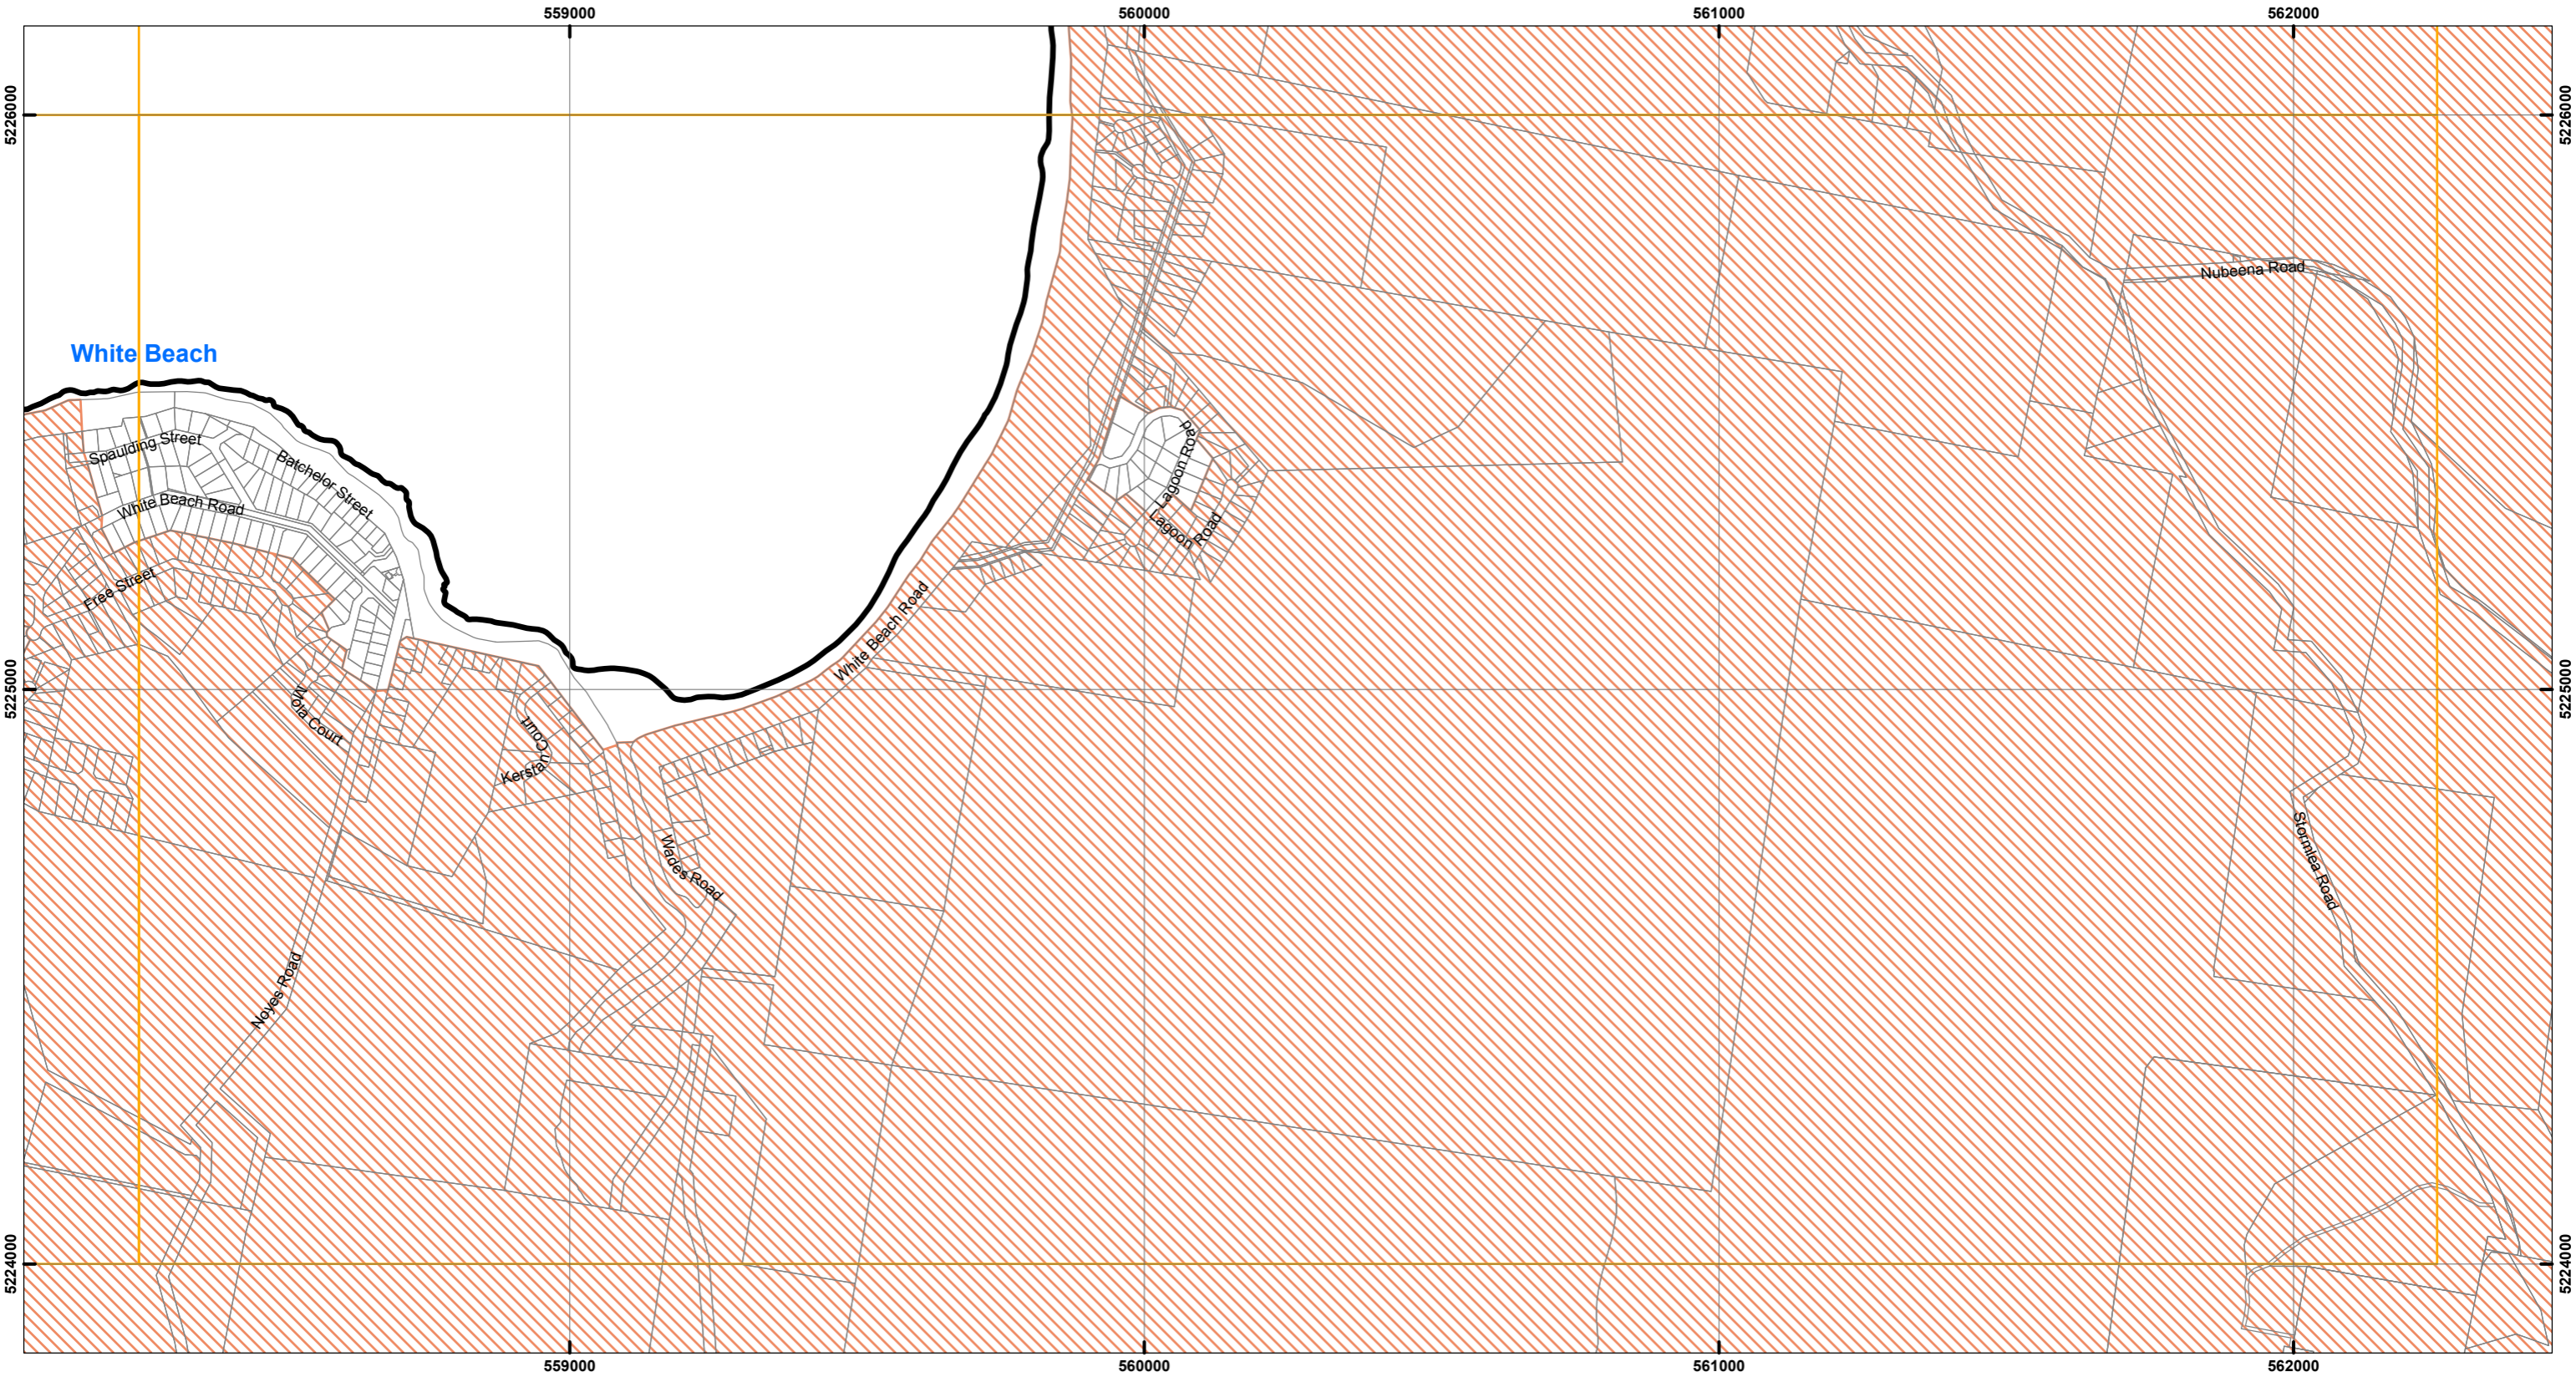 559000
560000
561000
562000
5226000
5226000
Nubeena Road
White Beach
Spaulding Street
Batchelor Street
Lagoon Road
White Beach Road
Lagoon Road
Free Street
White Beach Road
5225000
5225000
Wiola Court
Kerslan Court
Wades Road
Stormlea Road
Noyes Road
5224000
5224000
559000
560000
561000
562000